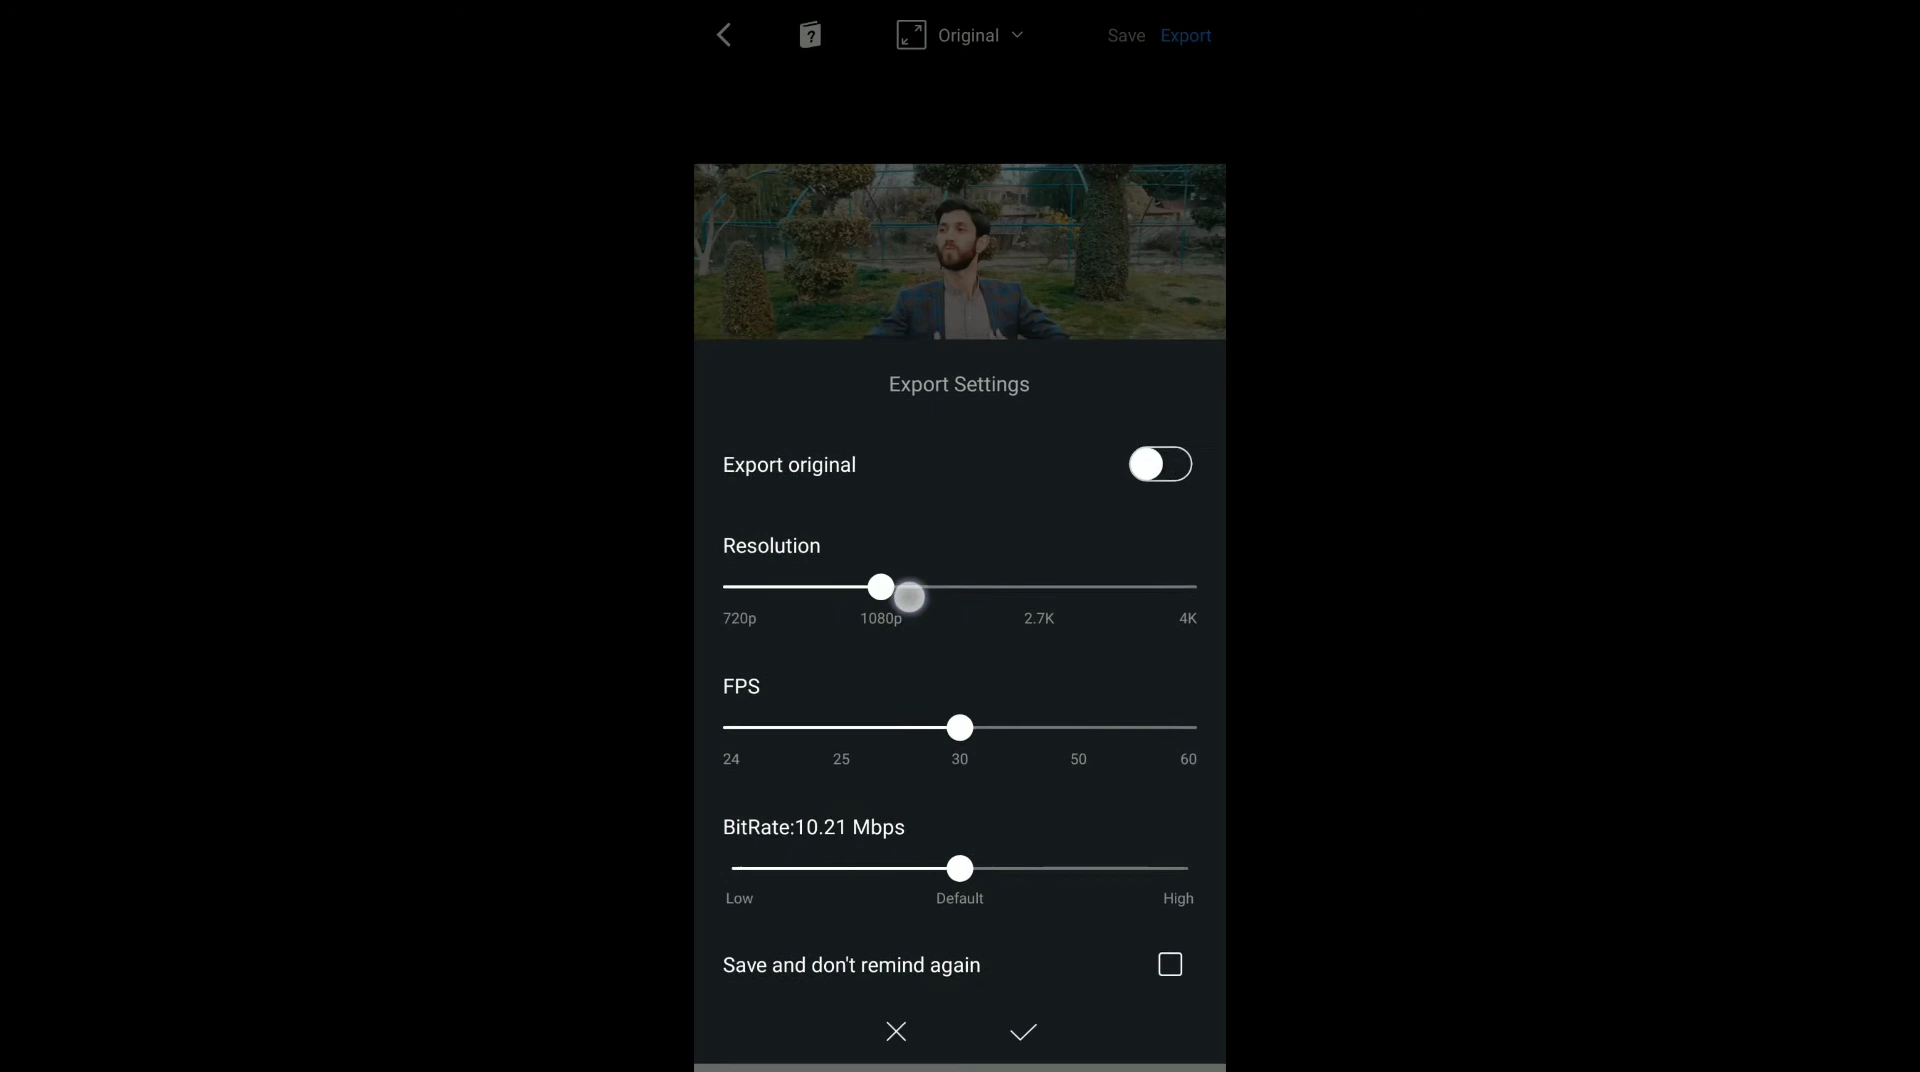 Original Save Export
Export Settings
Export original
Resolution
720p 1080p 2.7K 4K
FPS
24 25 30 50 60
BitRate:10.21 Mbps
Low Default High
Save and don't remind again